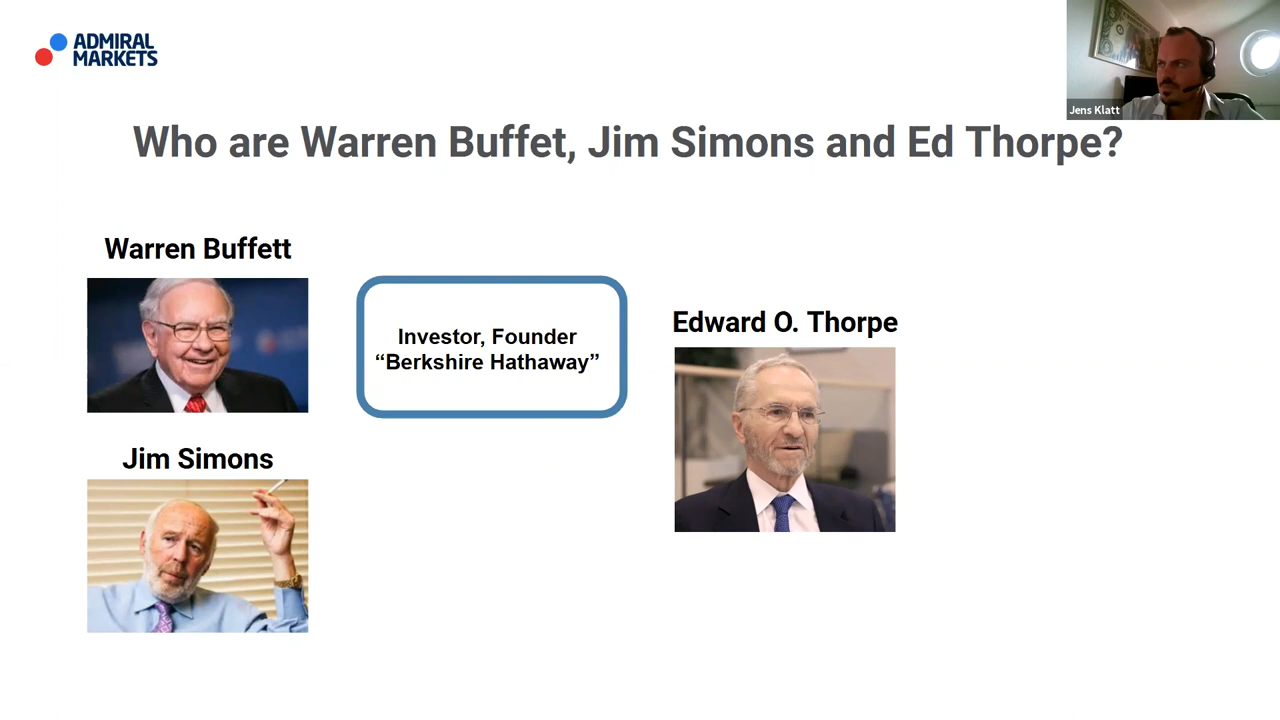 ADMIRAL
MARKETS
Jens Klatt
Who are Warren Buffet, Jim Simons and Ed Thorpe?
Warren Buffett
Investor, Founder
“Berkshire Hathaway”
Edward O. Thorpe
Jim Simons